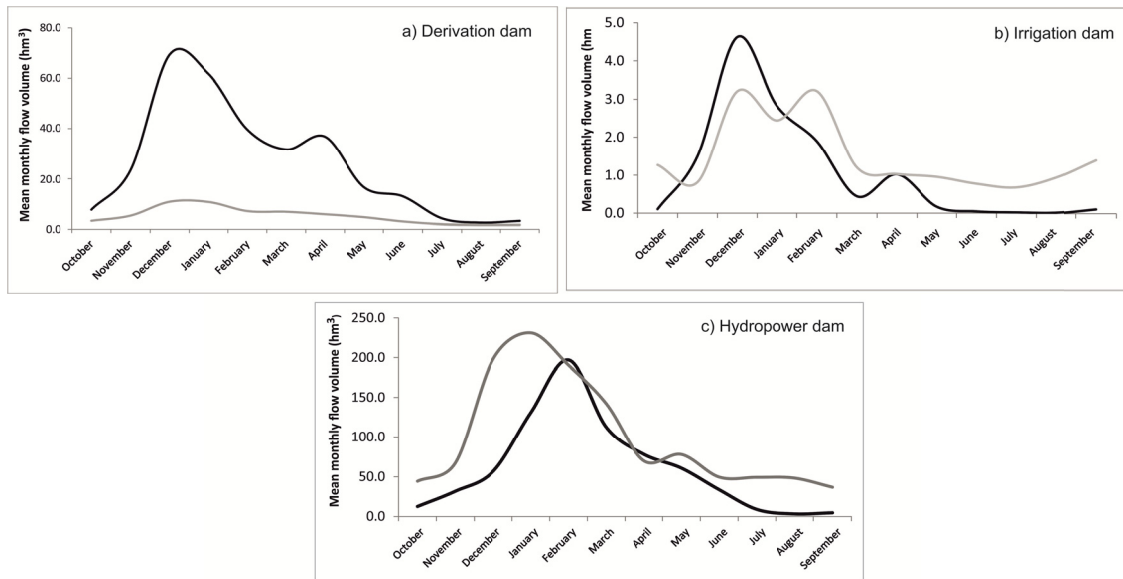 a) Derivation dam
Mean monthly flow volume (hm³)
80.0
60.0
40.0
20.0
0.0
October
November
December
January
February
March
April
May
June
July
August
September
b) Irrigation dam
Mean monthly flow volume (hm
5.0
4.0
3.0
2.0
1.0
0.0
October
November
December
January
February
March
April
May
June
July
August
September
c) Hydropower dam
Mean monthly flow volume (hm³)
250.0
200.0
150.0
100.0
50.0
0.0
October
November
December
January
February
March
April
May
June
July
August
September